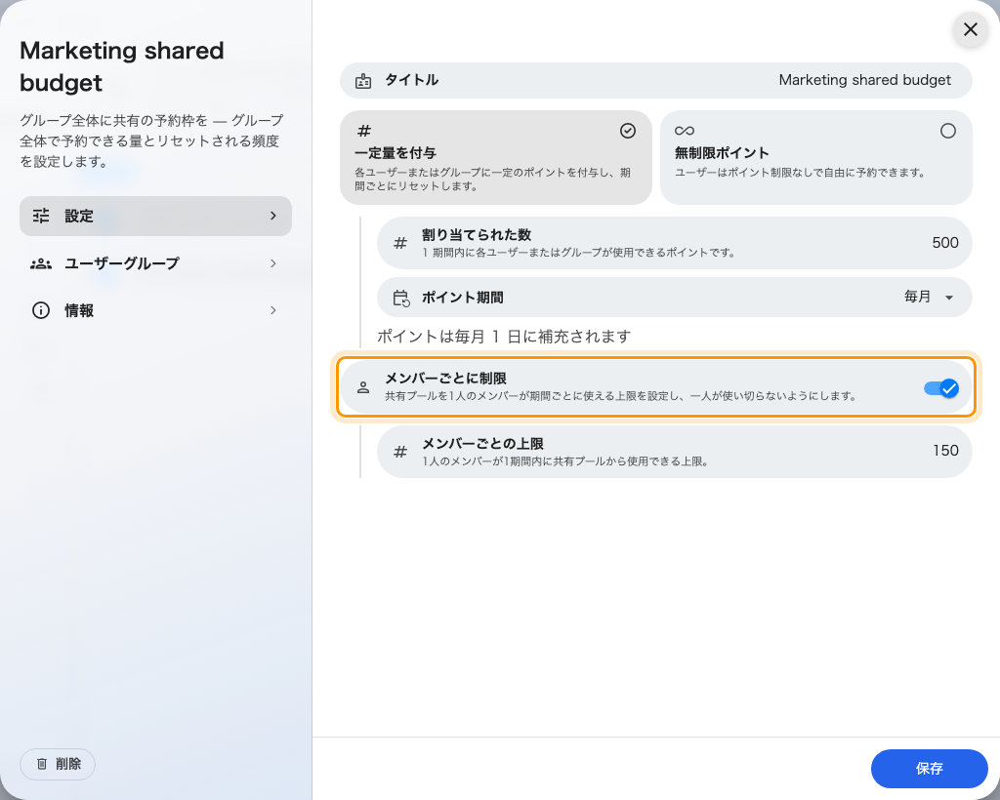 Marketing shared
budget
グループ全体に共有の予約枠を — グループ
全体で予約できる量とリセットされる頻度
を設定します。
設定
ユーザーグループ
情報
削除
タイトル
Marketing shared budget
一定量を付与
各ユーザーまたはグループに一定のポイントを付与し、期
間ごとにリセットします。
無制限ポイント
ユーザーはポイント制限なしで自由に予約できます。
割り当てられた数
1 期間内に各ユーザーまたはグループが使用できるポイントです。
500
ポイント期間
毎月
ポイントは毎月 1 日に補充されます
メンバーごとに制限
共有プールを1人のメンバーが期間ごとに使える上限を設定し、一人が使い切らないようにします。
メンバーごとの上限
1人のメンバーが1期間内に共有プールから使用できる上限。
150
保存